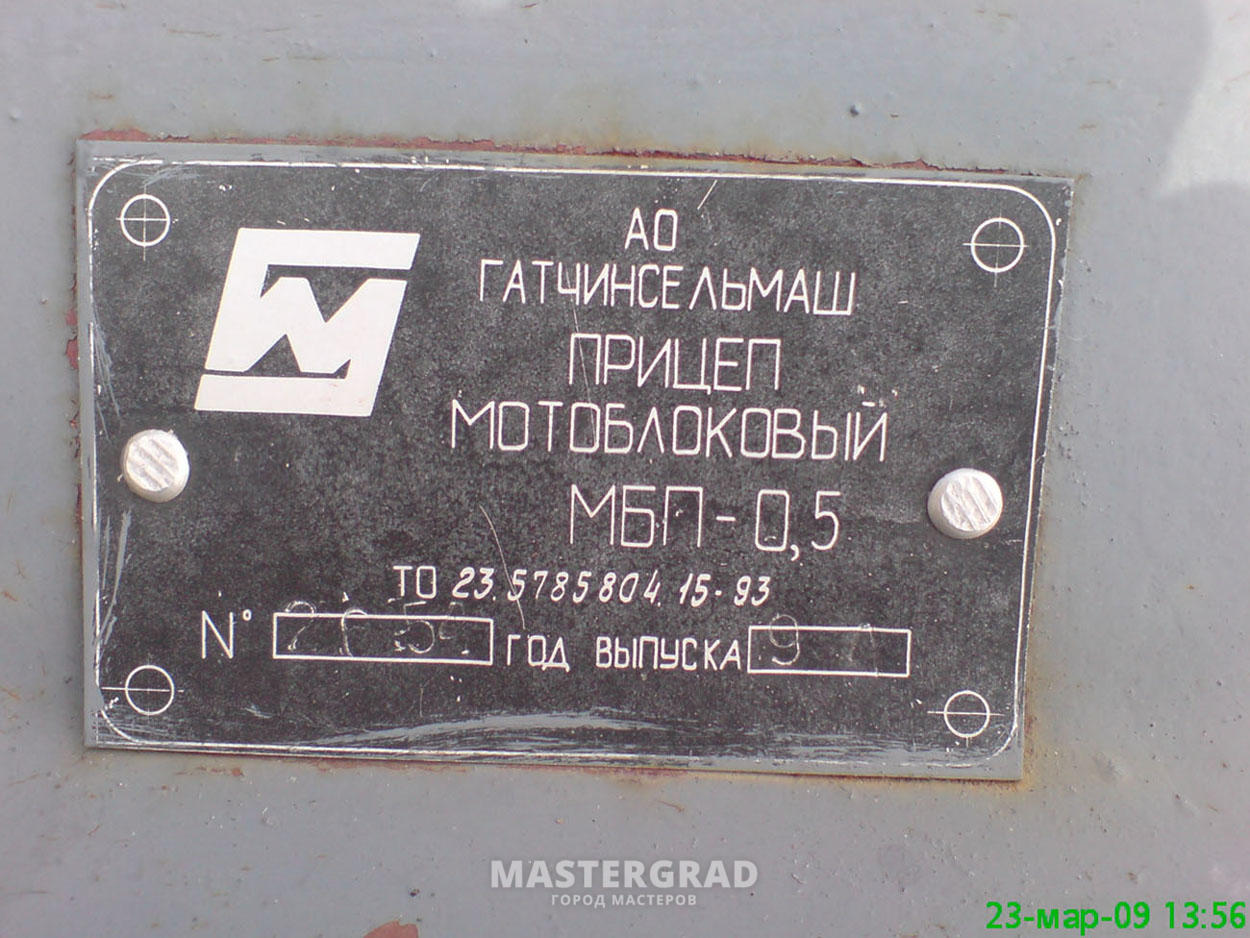 АО
ГАТЧИНСЕЛЬМАШ
ПРИЦЕП
МОТОБЛОКОВЫЙ
МБП-0,5
ТО 23.5785804.15-93
N° ГОД ВЫПУСКА
MASTERGRAD
ГОРОД МАСТЕРОВ
23-мар-09 13:56